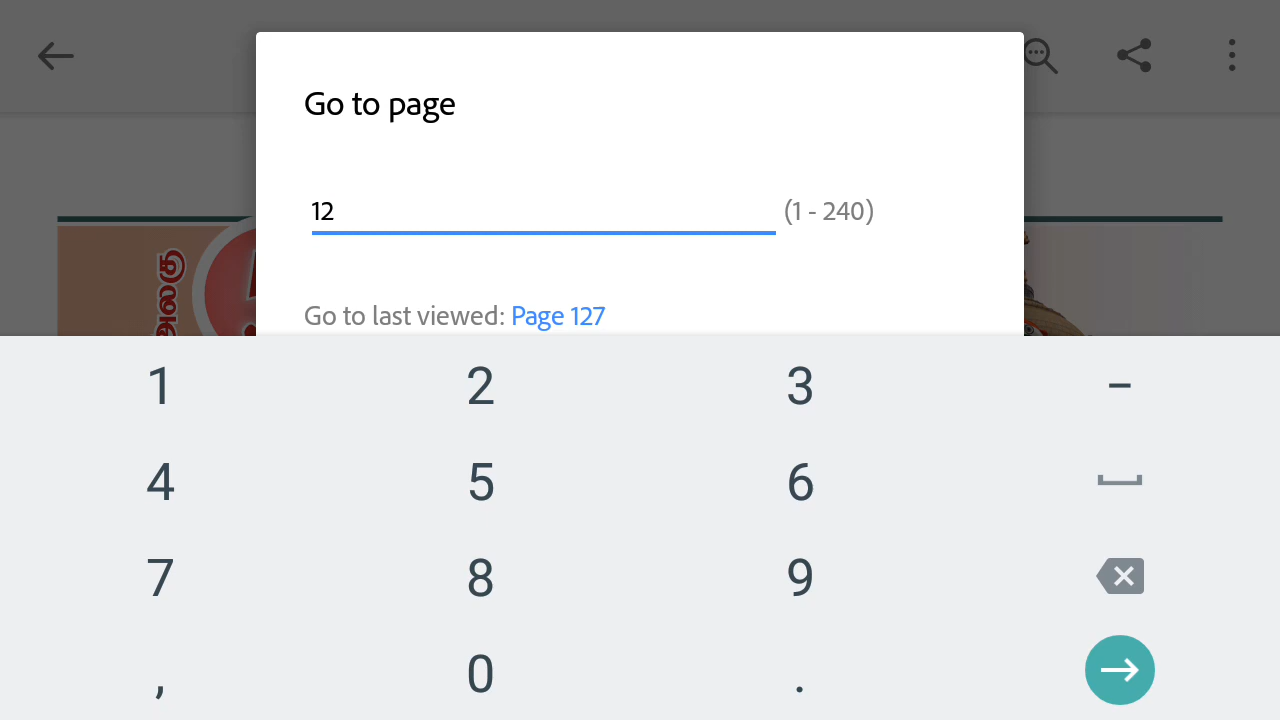 Go to page
12 (1 - 240)
அலகு
Go to last viewed: Page 127
1 2 3 –
4 5 6
7 8 9
, 0 .